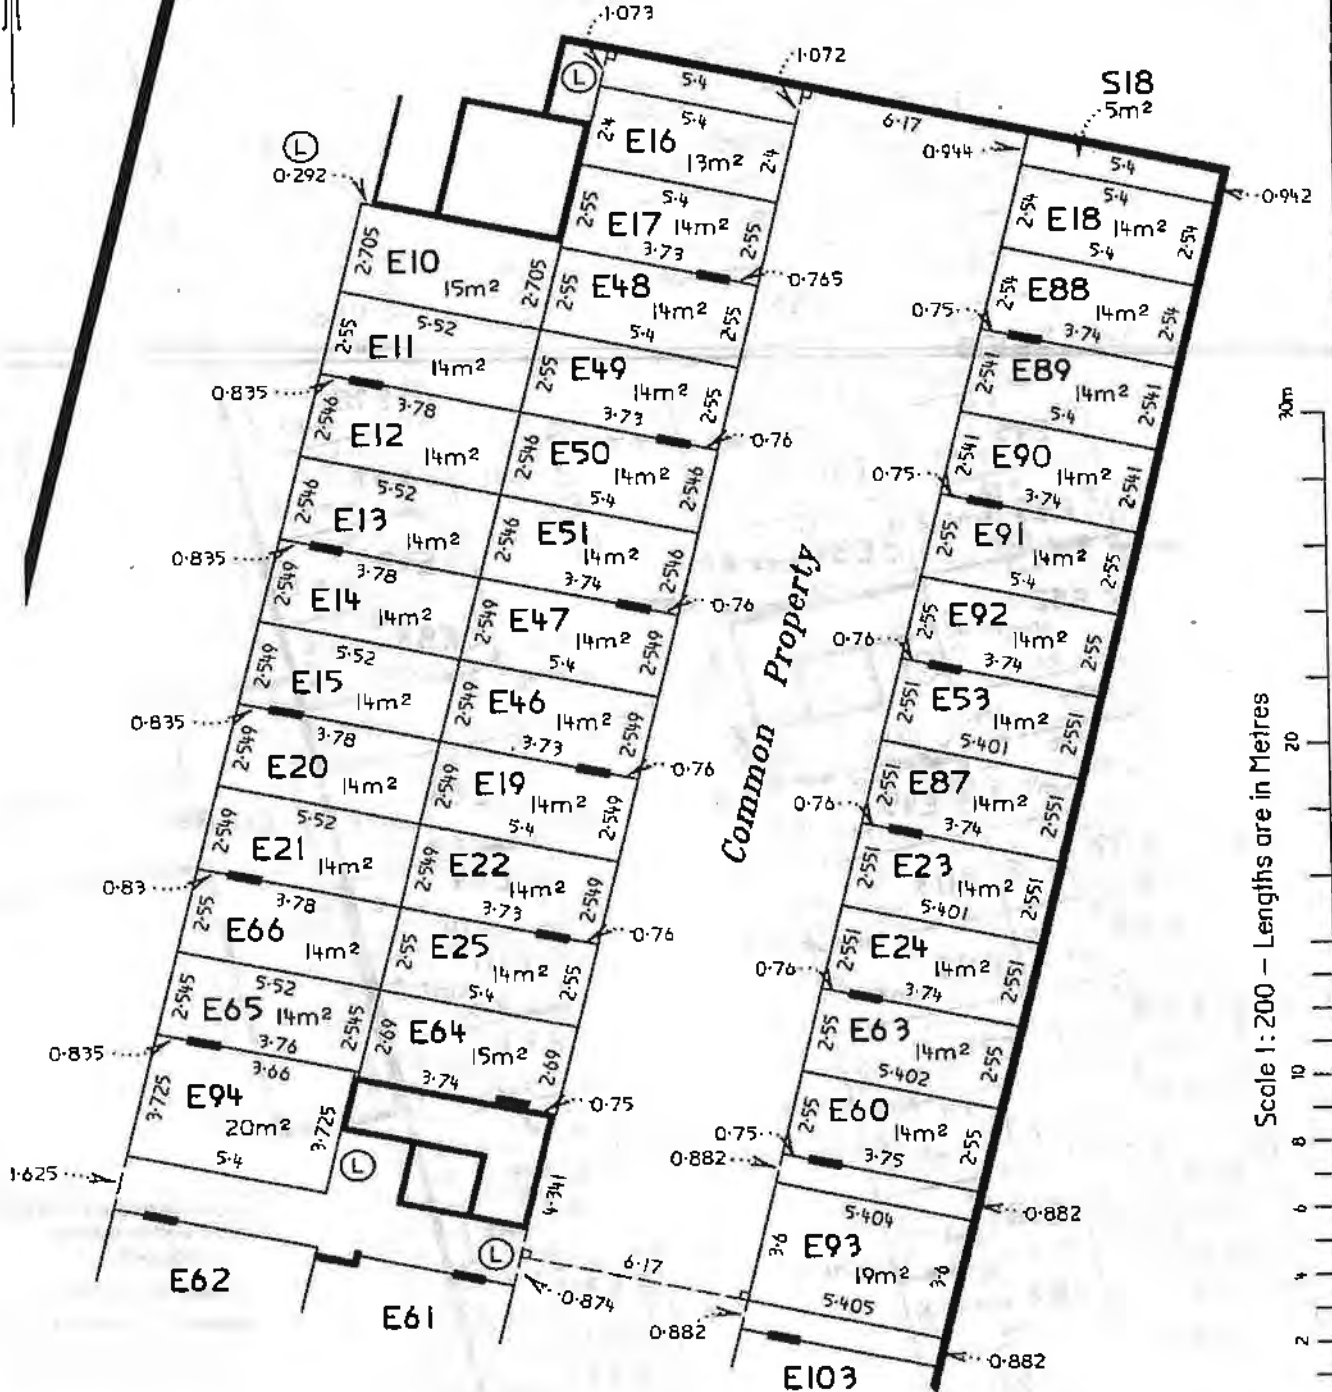 1·073
L
5·4
1·072
S18
5m²
6·17
5·4
2·4
E16
13m²
2·4
0·944
5·4
0·942
L
0·292
5·4
2·55
E17
14m²
2·55
3·73
0·765
5·4
2·54
E18
14m²
2·54
5·4
2·705
E10
15m²
2·705
2·55
E48
14m²
2·55
5·4
2·54
E88
14m²
2·54
0·75
3·74
5·52
2·55
E11
14m²
0·835
3·78
2·55
E49
14m²
2·55
3·73
0·76
2·541
E89
14m²
2·541
5·4
2·546
E12
14m²
5·52
2·546
E50
14m²
2·546
5·4
2·541
E90
14m²
2·541
0·75
3·74
2·546
E13
14m²
0·835
3·78
2·546
E51
14m²
2·546
3·74
0·76
2·55
E91
14m²
2·55
5·4
2·549
E14
14m²
5·52
2·549
E47
14m²
2·549
5·4
2·55
E92
14m²
2·55
0·76
3·74
2·549
E15
14m²
0·835
3·78
2·549
E46
14m²
2·549
3·73
0·76
2·551
E53
14m²
2·551
5·401
2·549
E20
14m²
5·52
2·549
E19
14m²
2·549
5·4
2·551
E87
14m²
2·551
0·76
3·74
2·549
E21
14m²
0·83
3·78
2·549
E22
14m²
2·549
3·73
0·76
2·551
E23
14m²
2·551
5·401
2·55
E66
14m²
5·52
2·55
E25
14m²
2·55
5·4
2·551
E24
14m²
2·551
0·76
3·74
2·545
E65
14m²
2·545
0·835
3·76
2·69
E64
15m²
2·69
3·74
0·75
2·55
E63
14m²
2·55
5·402
3·66
3·725
E94
20m²
3·725
5·4
2·55
E60
14m²
2·55
0·75
3·75
0·882
0·882
1·625
L
4·341
5·404
3·6
E93
19m²
3·6
5·405
L
6·17
0·874
0·882
0·882
E62
E61
E103
Common Property
Scale 1:200 – Lengths are in Metres
30m
20
10
8
6
4
2